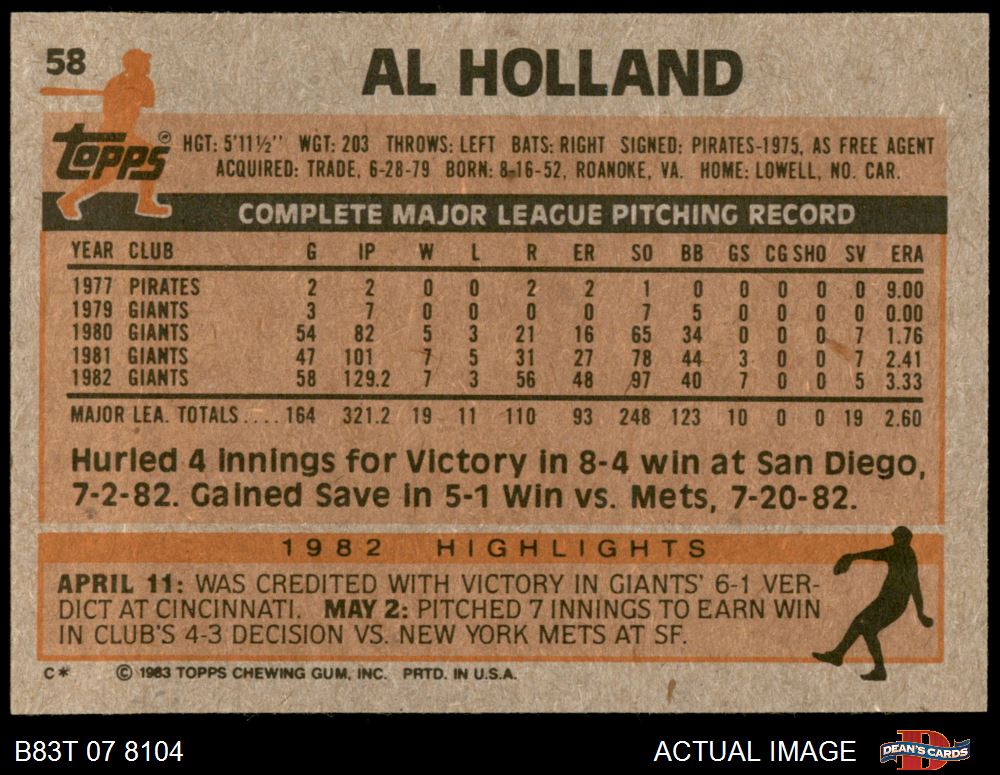 58
AL HOLLAND
Topps®
HGT: 5'11½" WGT: 203 THROWS: LEFT BATS: RIGHT SIGNED: PIRATES-1975, AS FREE AGENT
ACQUIRED: TRADE, 6-28-79 BORN: 8-16-52, ROANOKE, VA. HOME: LOWELL, NO. CAR.
COMPLETE MAJOR LEAGUE PITCHING RECORD
YEAR CLUB G IP W L R ER SO BB GS CG SHO SV ERA
1977 PIRATES 2 2 0 0 2 2 1 0 0 0 0 0 9.00
1979 GIANTS 3 7 0 0 0 0 7 5 0 0 0 0 0.00
1980 GIANTS 54 82 5 3 21 16 65 34 0 0 0 7 1.76
1981 GIANTS 47 101 7 5 31 27 78 44 3 0 0 7 2.41
1982 GIANTS 58 129.2 7 3 56 48 97 40 7 0 0 5 3.33
MAJOR LEA. TOTALS.... 164 321.2 19 11 110 93 248 123 10 0 0 19 2.60
Hurled 4 innings for Victory in 8-4 win at San Diego,
7-2-82. Gained Save in 5-1 Win vs. Mets, 7-20-82.
1982 HIGHLIGHTS
APRIL 11: WAS CREDITED WITH VICTORY IN GIANTS' 6-1 VER-
DICT AT CINCINNATI. MAY 2: PITCHED 7 INNINGS TO EARN WIN
IN CLUB'S 4-3 DECISION VS. NEW YORK METS AT SF.
C* © 1983 TOPPS CHEWING GUM, INC. PRTD. IN U.S.A.
B83T 07 8104
ACTUAL IMAGE
D
DEAN'S CARDS